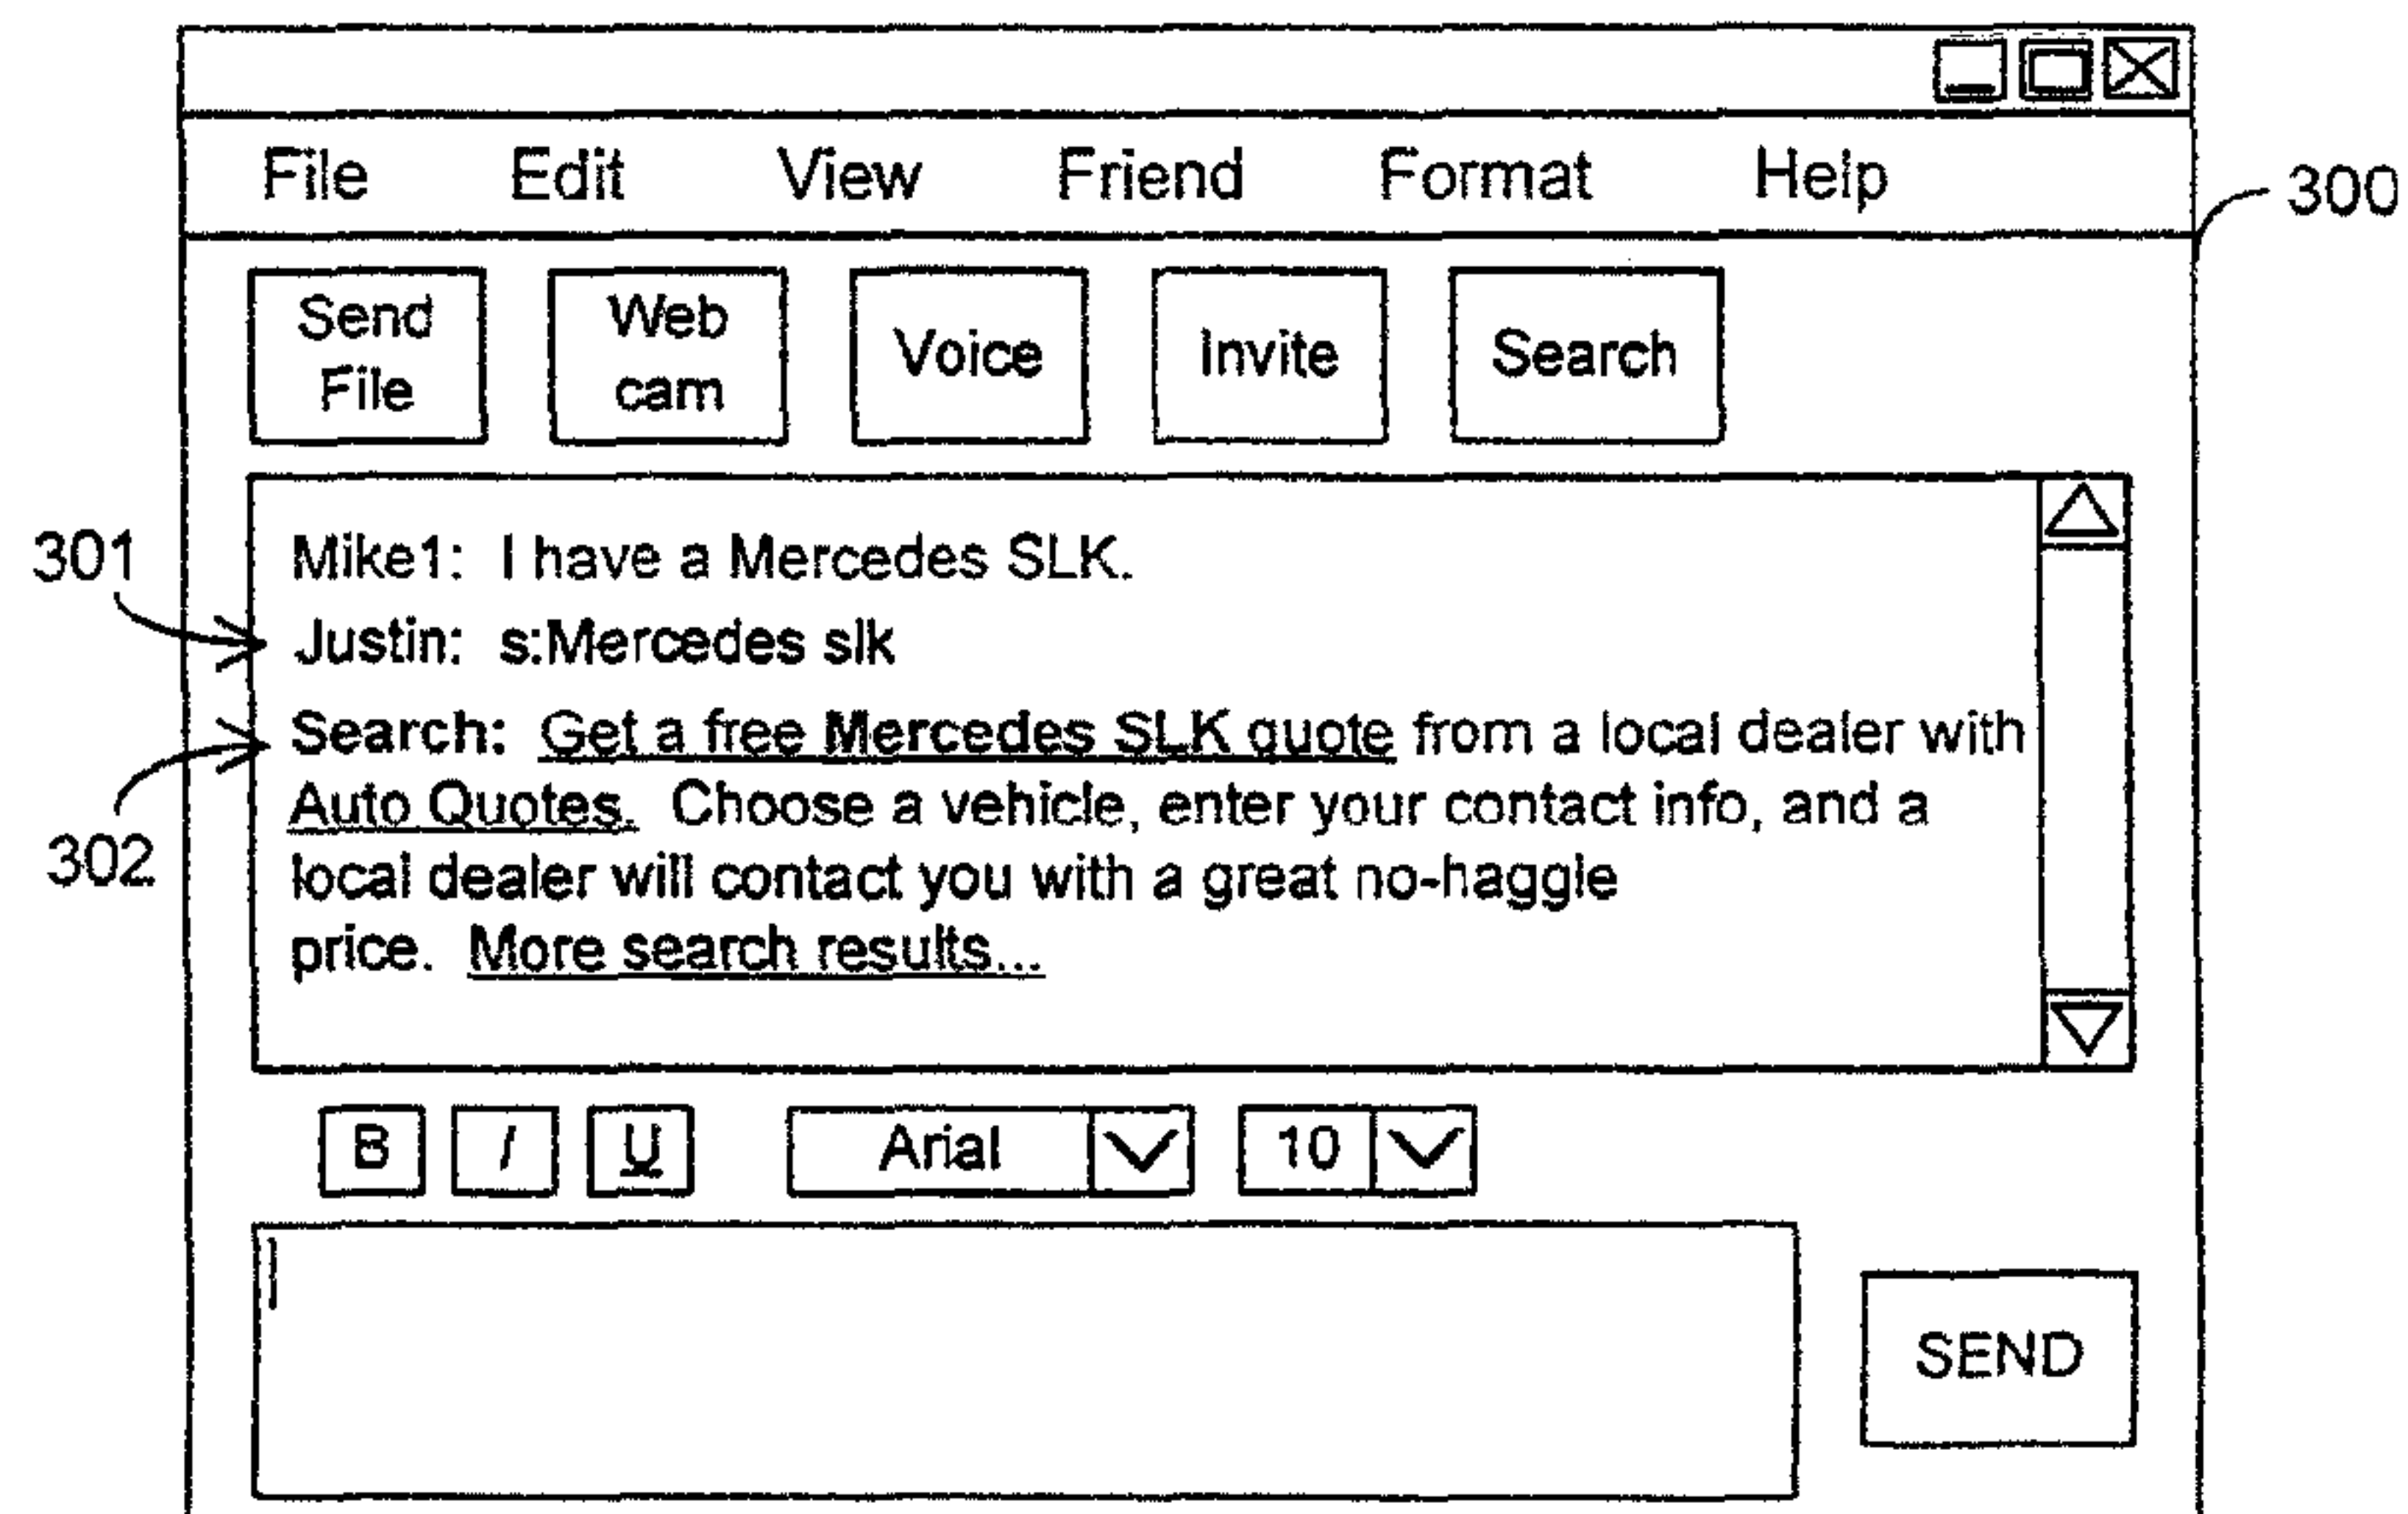 File Edit View Friend Format Help
300
Send
File
Web
cam
Voice
Invite
Search
301
Mike1: I have a Mercedes SLK.
Justin: s:Mercedes slk
302
Search: Get a free Mercedes SLK quote from a local dealer with
Auto Quotes. Choose a vehicle, enter your contact info, and a
local dealer will contact you with a great no-haggle
price. More search results...
B I U Arial 10
SEND